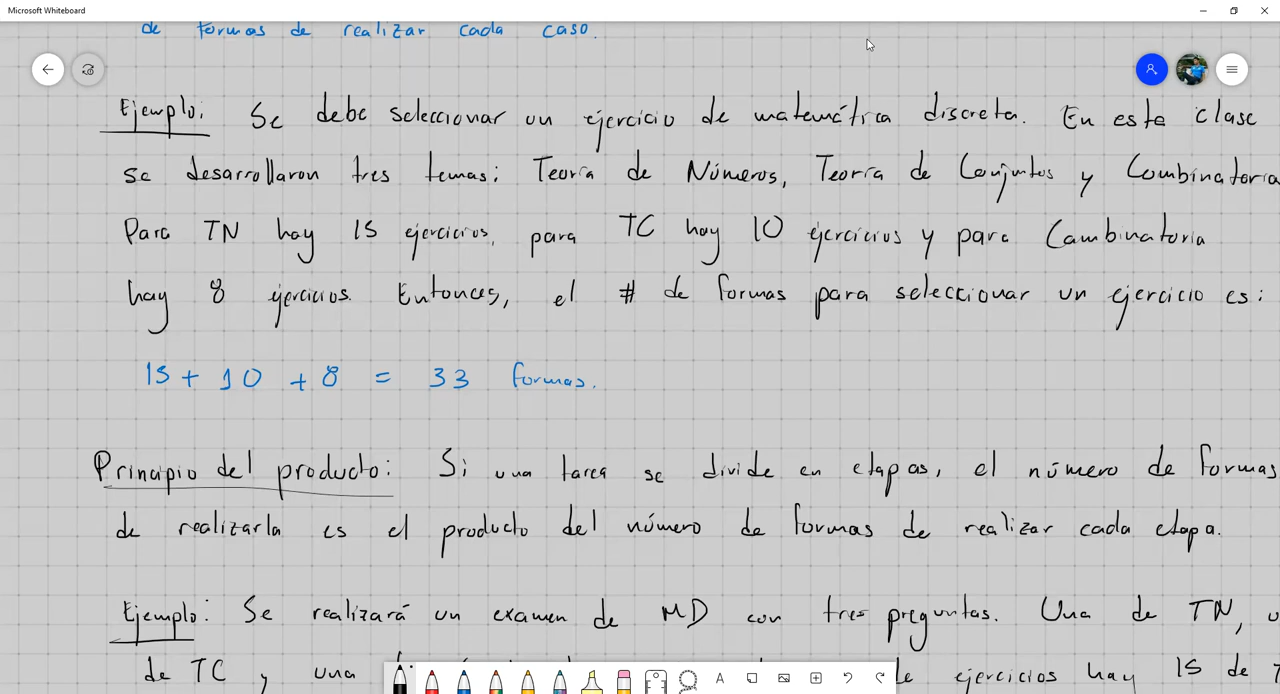 Microsoft Whiteboard
de formas de realizar cada caso.
Ejemplo: Se debe seleccionar un ejercicio de matemática discreta. En esta clase
se desarrollaron tres temas: Teoría de Números, Teoría de Conjuntos y Combinatoria
Para TN hay 15 ejercicios, para TC hay 10 ejercicios y para Combinatoria
hay 8 ejercicios. Entonces, el # de formas para seleccionar un ejercicio es:
15 + 10 + 8 = 33 formas.
Principio del producto: Si una tarea se divide en etapas, el número de formas
de realizarla es el producto del número de formas de realizar cada etapa.
Ejemplo: Se realizará un examen de MD con tres preguntas. Una de TN, u
de TC y una de ejercicios hay 15 de T